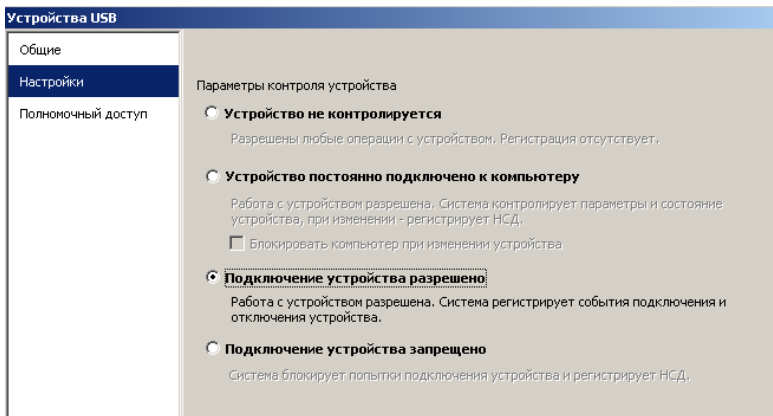 Устройства USB
Общие
Настройки
Полномочный доступ
Параметры контроля устройства
Устройство не контролируется
Разрешены любые операции с устройством. Регистрация отсутствует.
Устройство постоянно подключено к компьютеру
Работа с устройством разрешена. Система контролирует параметры и состояние
устройства, при изменении - регистрирует НСД.
Блокировать компьютер при изменении устройства
Подключение устройства разрешено
Работа с устройством разрешена. Система регистрирует события подключения и
отключения устройства.
Подключение устройства запрещено
Система блокирует попытки подключения устройства и регистрирует НСД.